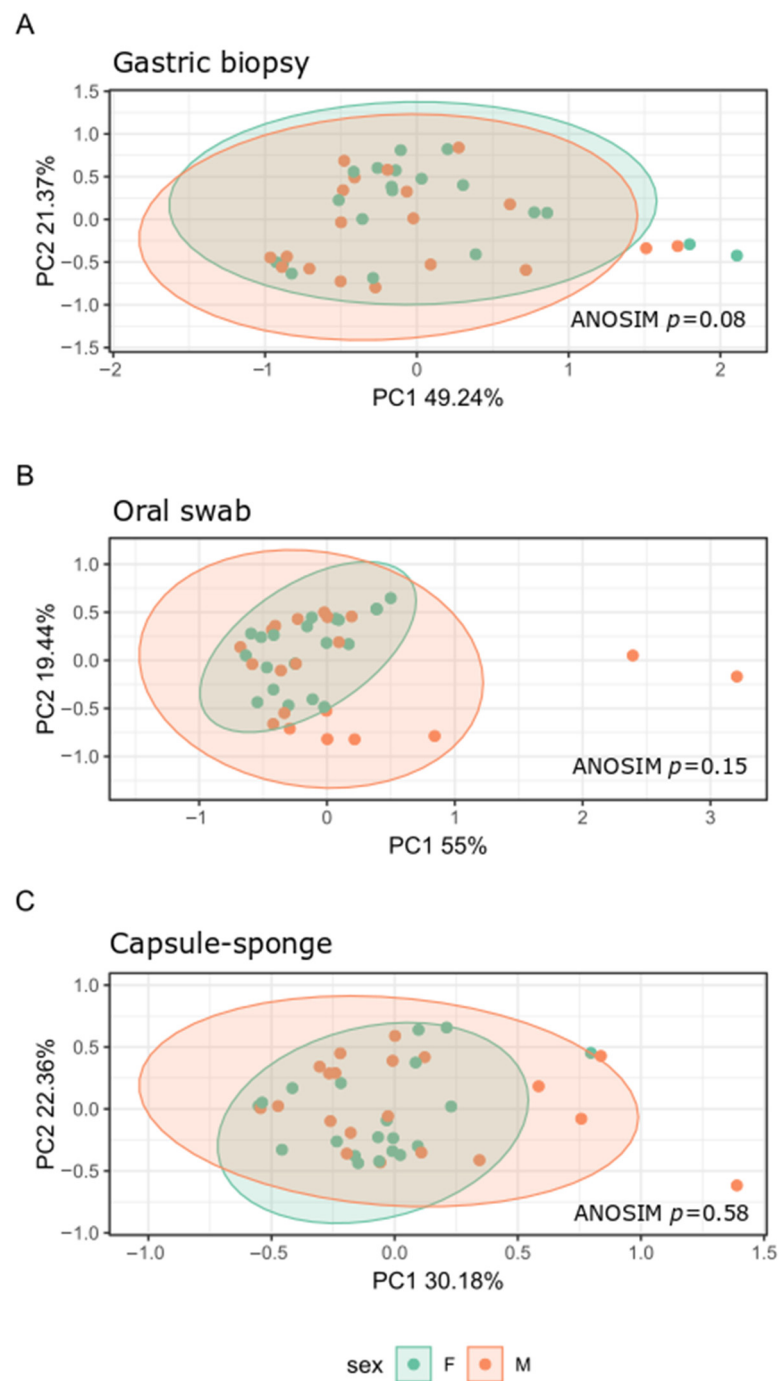 A
Gastric biopsy
1.5
1.0
0.5
0.0
−0.5
−1.0
−1.5
PC2 21.37%
ANOSIM p=0.08
−2 −1 0 1 2
PC1 49.24%
B
Oral swab
1.0
0.5
0.0
−0.5
−1.0
PC2 19.44%
ANOSIM p=0.15
−1 0 1 2 3
PC1 55%
C
Capsule-sponge
1.0
0.5
0.0
−0.5
−1.0
PC2 22.36%
ANOSIM p=0.58
−1.0 −0.5 0.0 0.5 1.0 1.5
PC1 30.18%
sex F M